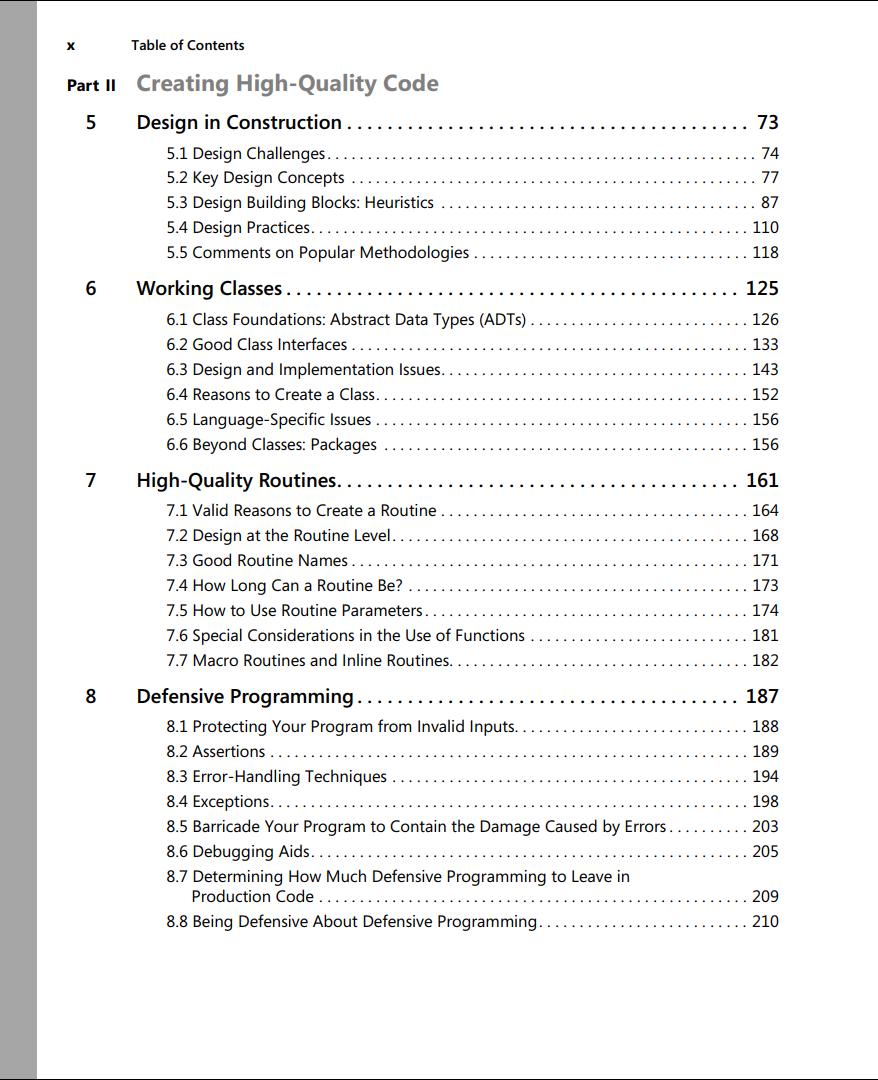 x Table of Contents
Part II Creating High-Quality Code
5 Design in Construction . . . . . . . . . . . . . . . . . . . . . . . . . . . . . . . . . . . . . . . . 73
5.1 Design Challenges. . . . . . . . . . . . . . . . . . . . . . . . . . . . . . . . . . . . . . . . . . . . . . . . . . . . . 74
5.2 Key Design Concepts . . . . . . . . . . . . . . . . . . . . . . . . . . . . . . . . . . . . . . . . . . . . . . . . . . 77
5.3 Design Building Blocks: Heuristics . . . . . . . . . . . . . . . . . . . . . . . . . . . . . . . . . . . . . . . 87
5.4 Design Practices. . . . . . . . . . . . . . . . . . . . . . . . . . . . . . . . . . . . . . . . . . . . . . . . . . . . . . 110
5.5 Comments on Popular Methodologies . . . . . . . . . . . . . . . . . . . . . . . . . . . . . . . . . . 118
6 Working Classes . . . . . . . . . . . . . . . . . . . . . . . . . . . . . . . . . . . . . . . . . . . . . 125
6.1 Class Foundations: Abstract Data Types (ADTs) . . . . . . . . . . . . . . . . . . . . . . . . . . . 126
6.2 Good Class Interfaces . . . . . . . . . . . . . . . . . . . . . . . . . . . . . . . . . . . . . . . . . . . . . . . . . 133
6.3 Design and Implementation Issues. . . . . . . . . . . . . . . . . . . . . . . . . . . . . . . . . . . . . . 143
6.4 Reasons to Create a Class. . . . . . . . . . . . . . . . . . . . . . . . . . . . . . . . . . . . . . . . . . . . . . 152
6.5 Language-Specific Issues . . . . . . . . . . . . . . . . . . . . . . . . . . . . . . . . . . . . . . . . . . . . . . 156
6.6 Beyond Classes: Packages . . . . . . . . . . . . . . . . . . . . . . . . . . . . . . . . . . . . . . . . . . . . . 156
7 High-Quality Routines. . . . . . . . . . . . . . . . . . . . . . . . . . . . . . . . . . . . . . . . 161
7.1 Valid Reasons to Create a Routine . . . . . . . . . . . . . . . . . . . . . . . . . . . . . . . . . . . . . . 164
7.2 Design at the Routine Level. . . . . . . . . . . . . . . . . . . . . . . . . . . . . . . . . . . . . . . . . . . . 168
7.3 Good Routine Names . . . . . . . . . . . . . . . . . . . . . . . . . . . . . . . . . . . . . . . . . . . . . . . . . 171
7.4 How Long Can a Routine Be? . . . . . . . . . . . . . . . . . . . . . . . . . . . . . . . . . . . . . . . . . . 173
7.5 How to Use Routine Parameters. . . . . . . . . . . . . . . . . . . . . . . . . . . . . . . . . . . . . . . . 174
7.6 Special Considerations in the Use of Functions . . . . . . . . . . . . . . . . . . . . . . . . . . . 181
7.7 Macro Routines and Inline Routines. . . . . . . . . . . . . . . . . . . . . . . . . . . . . . . . . . . . . 182
8 Defensive Programming . . . . . . . . . . . . . . . . . . . . . . . . . . . . . . . . . . . . . . 187
8.1 Protecting Your Program from Invalid Inputs. . . . . . . . . . . . . . . . . . . . . . . . . . . . . 188
8.2 Assertions . . . . . . . . . . . . . . . . . . . . . . . . . . . . . . . . . . . . . . . . . . . . . . . . . . . . . . . . . . . 189
8.3 Error-Handling Techniques . . . . . . . . . . . . . . . . . . . . . . . . . . . . . . . . . . . . . . . . . . . . 194
8.4 Exceptions. . . . . . . . . . . . . . . . . . . . . . . . . . . . . . . . . . . . . . . . . . . . . . . . . . . . . . . . . . . 198
8.5 Barricade Your Program to Contain the Damage Caused by Errors . . . . . . . . . . 203
8.6 Debugging Aids. . . . . . . . . . . . . . . . . . . . . . . . . . . . . . . . . . . . . . . . . . . . . . . . . . . . . . 205
8.7 Determining How Much Defensive Programming to Leave in
Production Code . . . . . . . . . . . . . . . . . . . . . . . . . . . . . . . . . . . . . . . . . . . . . . . . . . . . . 209
8.8 Being Defensive About Defensive Programming. . . . . . . . . . . . . . . . . . . . . . . . . . 210